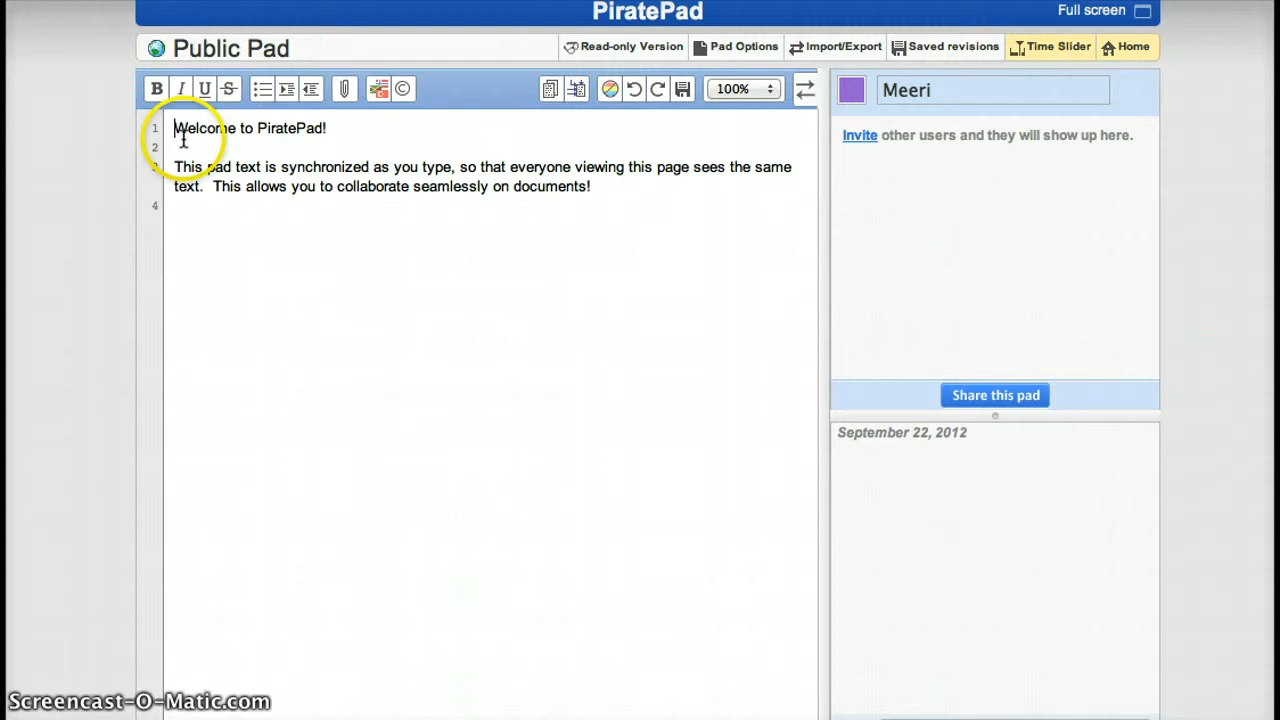 PiratePad
Full screen
Public Pad
Read-only Version
Pad Options
Import/Export
Saved revisions
Time Slider
Home
B I U S
©
100%
Meeri
1 Welcome to PiratePad!
2
This pad text is synchronized as you type, so that everyone viewing this page sees the same
text.  This allows you to collaborate seamlessly on documents!
4
Invite other users and they will show up here.
Share this pad
September 22, 2012
Screencast-O-Matic.com